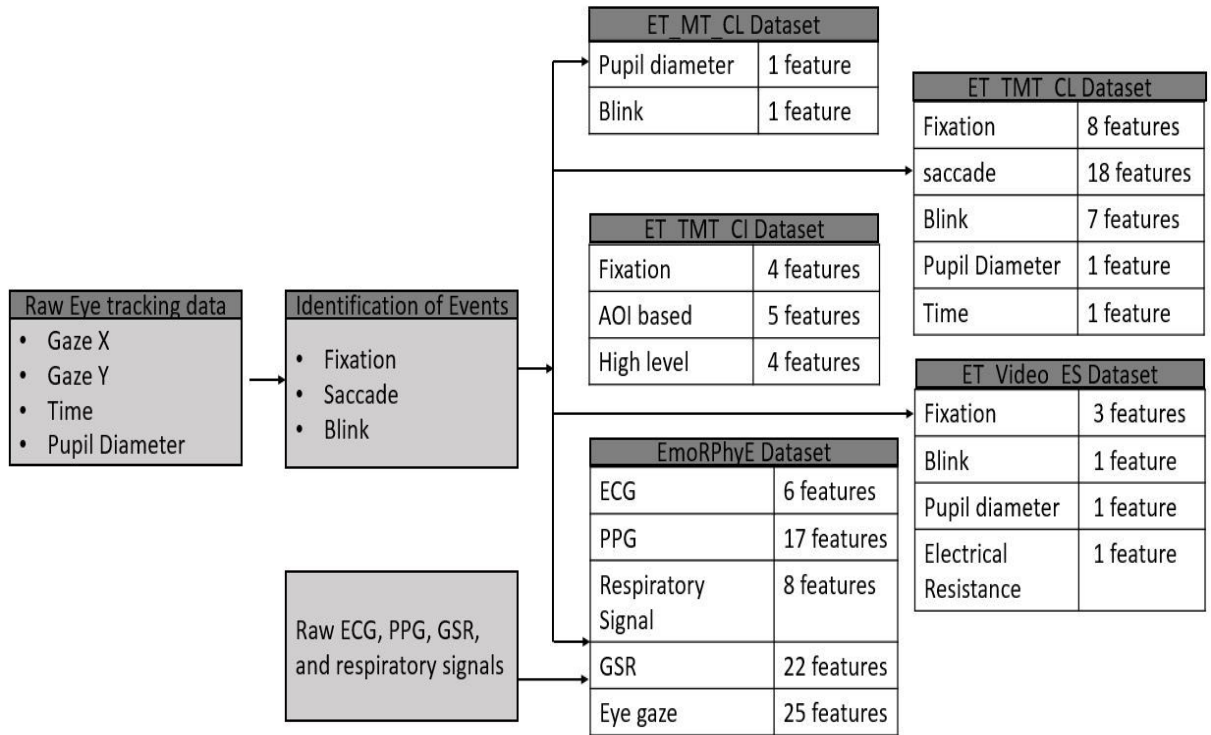 Raw Eye tracking data
• Gaze X
• Gaze Y
• Time
• Pupil Diameter
Identification of Events
• Fixation
• Saccade
• Blink
Raw ECG, PPG, GSR,
and respiratory signals
ET_MT_CL Dataset
Pupil diameter 1 feature
Blink 1 feature
ET_TMT_CI Dataset
Fixation 4 features
AOI based 5 features
High level 4 features
EmoRPhyE Dataset
ECG 6 features
PPG 17 features
Respiratory 8 features
Signal
GSR 22 features
Eye gaze 25 features
ET_TMT_CL Dataset
Fixation 8 features
saccade 18 features
Blink 7 features
Pupil Diameter 1 feature
Time 1 feature
ET_Video_ES Dataset
Fixation 3 features
Blink 1 feature
Pupil diameter 1 feature
Electrical 1 feature
Resistance